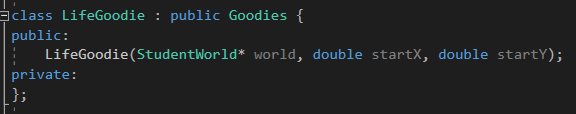 class LifeGoodie : public Goodies {
public:
    LifeGoodie(StudentWorld* world, double startX, double startY);
private:
};